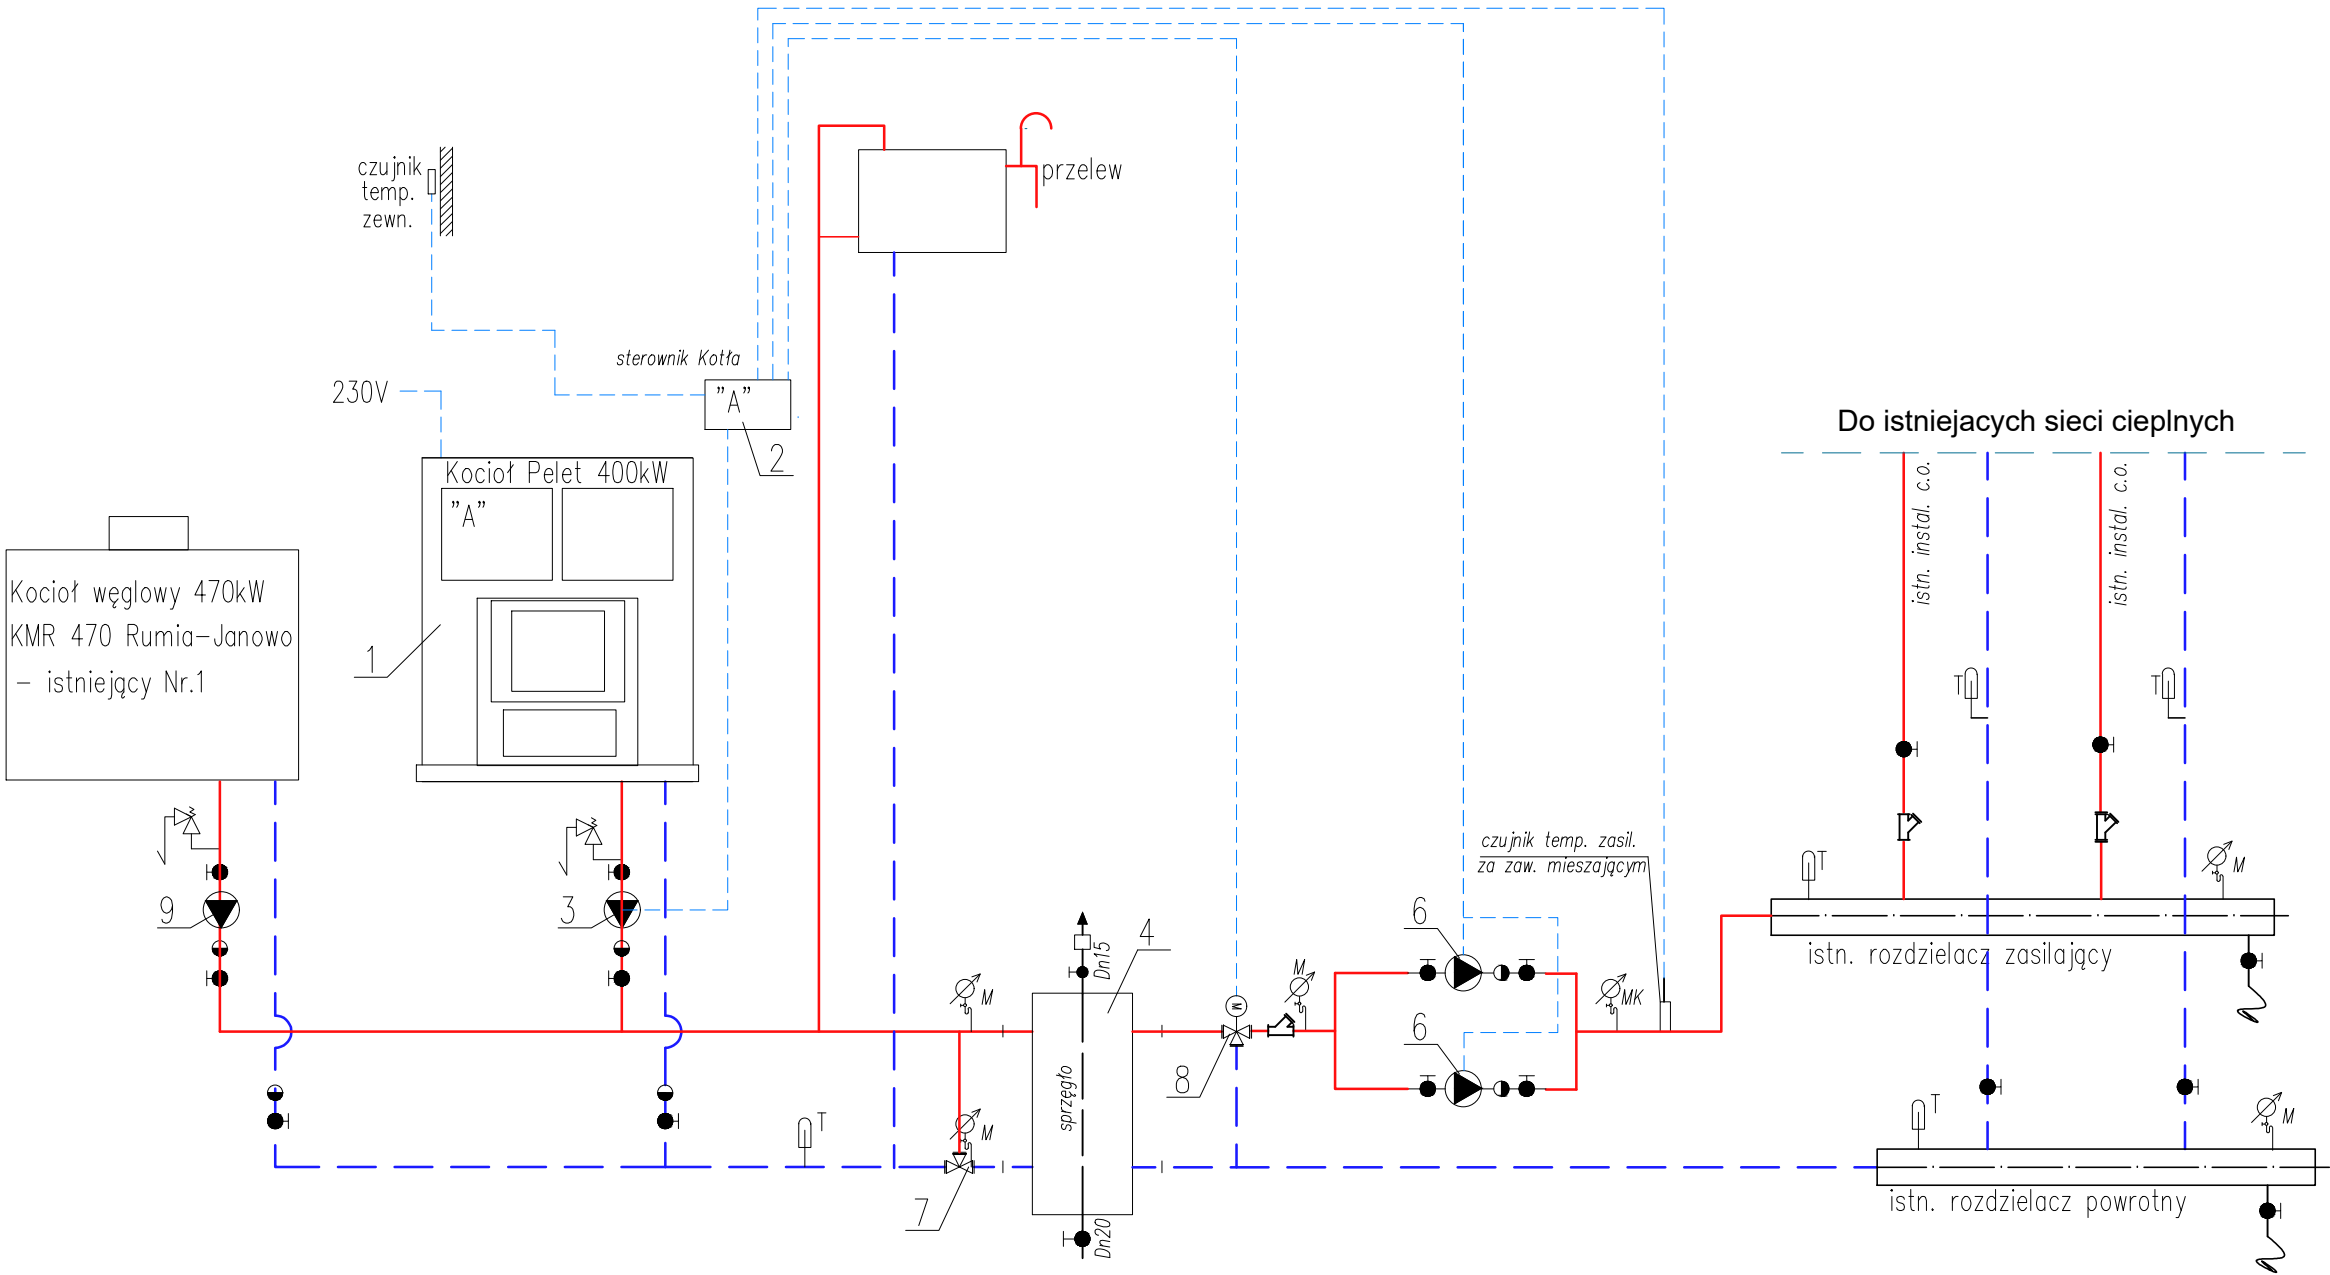 czujnik
temp.
zewn.
przelew
sterownik Kotła
230V
"A"
2
Do istniejacych sieci cieplnych
Kocioł Pelet 400kW
"A"
istn. instal. c.o.
istn. instal. c.o.
Kocioł węglowy 470kW
KMR 470 Rumia-Janowo
- istniejący Nr.1
1
T
T
czujnik temp. zasil.
za zaw. mieszającym
T
M
9
3
6
4
Dn15
istn. rozdzielacz zasilający
M
M
MK
M
6
sprzęgło
8
T
M
T
M
7
Dn20
istn. rozdzielacz powrotny